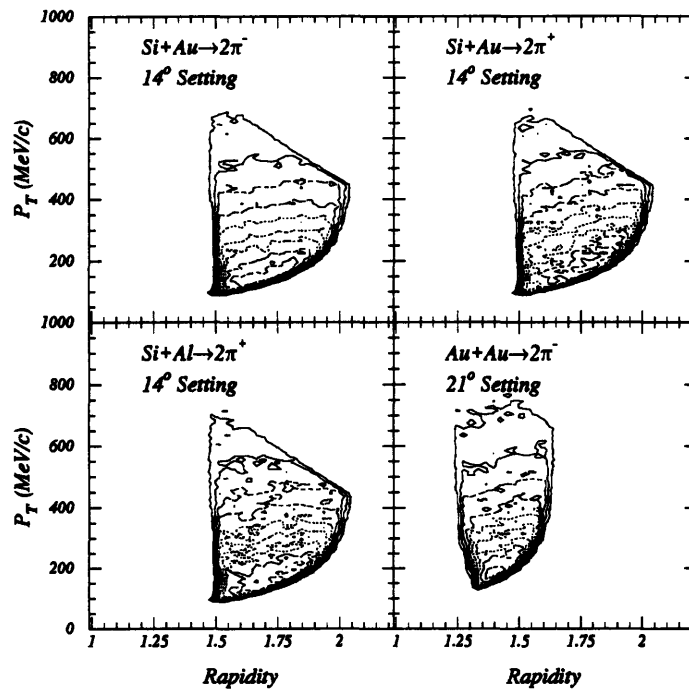 1000
800
600
400
200
1000
800
600
400
200
0
P_T (MeV/c)
P_T (MeV/c)
Si+Au→2π⁻
14° Setting
Si+Au→2π⁺
14° Setting
Si+Al→2π⁺
14° Setting
Au+Au→2π⁻
21° Setting
1 1.25 1.5 1.75 2
1 1.25 1.5 1.75 2
Rapidity
Rapidity